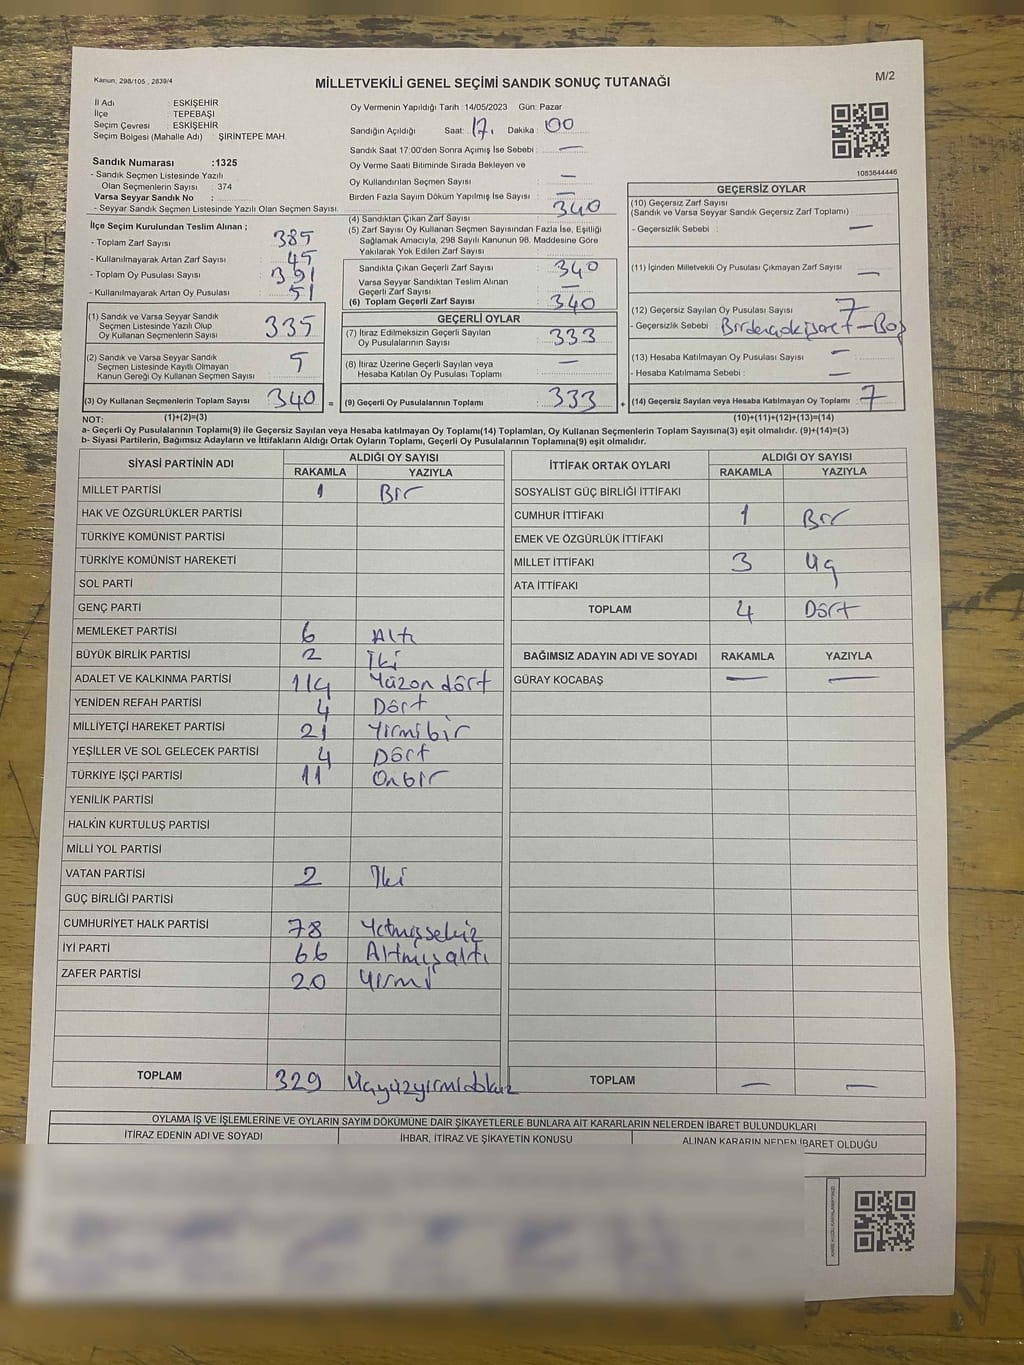 Kanun; 298/105 , 2839/4
MİLLETVEKİLİ GENEL SEÇİMİ SANDIK SONUÇ TUTANAĞI
M/2
İl Adı : ESKİŞEHİR
İlçe : TEPEBAŞI
Seçim Çevresi : ESKİŞEHİR
Seçim Bölgesi (Mahalle Adı) : ŞİRİNTEPE MAH.
Sandık Numarası :1325
- Sandık Seçmen Listesinde Yazılı
Olan Seçmenlerin Sayısı : 374
Varsa Seyyar Sandık No :
- Seyyar Sandık Seçmen Listesinde Yazılı Olan Seçmen Sayısı:
Oy Vermenin Yapıldığı Tarih :14/05/2023 Gün: Pazar
Sandığın Açıldığı Saat: 17. Dakika : 00
Sandık Saat 17:00'den Sonra Açımış İse Sebebi : —
Oy Verme Saati Bitiminde Sırada Bekleyen ve
Oy Kullandırılan Seçmen Sayısı : —
Birden Fazla Sayım Döküm Yapılmış İse Sayısı : —
1083644446
İlçe Seçim Kurulundan Teslim Alınan ;
- Toplam Zarf Sayısı : 385
- Kullanılmayarak Artan Zarf Sayısı : 45
- Toplam Oy Pusulası Sayısı : 391
- Kullanılmayarak Artan Oy Pusulası : 51
(1) Sandık ve Varsa Seyyar Sandık
Seçmen Listesinde Yazılı Olup
Oy Kullanan Seçmenlerin Sayısı : 335
(2) Sandık ve Varsa Seyyar Sandık
Seçmen Listesinde Kayıtlı Olmayan
Kanun Gereği Oy Kullanan Seçmen Sayısı : 5
(3) Oy Kullanan Seçmenlerin Toplam Sayısı : 340 =
(4) Sandıktan Çıkan Zarf Sayısı : 340
(5) Zarf Sayısı Oy Kullanan Seçmen Sayısından Fazla İse, Eşitliği
Sağlamak Amacıyla, 298 Sayılı Kanunun 98. Maddesine Göre
Yakılarak Yok Edilen Zarf Sayısı :
Sandıkta Çıkan Geçerli Zarf Sayısı : 340
Varsa Seyyar Sandıktan Teslim Alınan
Geçerli Zarf Sayısı : —
(6) Toplam Geçerli Zarf Sayısı : 340
GEÇERLİ OYLAR
(7) İtiraz Edilmeksizin Geçerli Sayılan
Oy Pusulalarının Sayısı : 333
(8) İtiraz Üzerine Geçerli Sayılan veya
Hesaba Katılan Oy Pusulası Toplamı : —
(9) Geçerli Oy Pusulalarının Toplamı : 333 +
GEÇERSİZ OYLAR
(10) Geçersiz Zarf Sayısı
(Sandık ve Varsa Seyyar Sandık Geçersiz Zarf Toplamı) :
- Geçersizlik Sebebi : —
(11) İçinden Milletvekili Oy Pusulası Çıkmayan Zarf Sayısı : —
(12) Geçersiz Sayılan Oy Pusulası Sayısı : 7
- Geçersizlik Sebebi : Birdençokişaret-Boş
(13) Hesaba Katılmayan Oy Pusulası Sayısı : —
- Hesaba Katılmama Sebebi : —
(14) Geçersiz Sayılan veya Hesaba Katılmayan Oy Toplamı : 7
NOT: (1)+(2)=(3) (10)+(11)+(12)+(13)=(14)
a- Geçerli Oy Pusulalarının Toplamı(9) ile Geçersiz Sayılan veya Hesaba katılmayan Oy Toplamı(14) Toplamları, Oy Kullanan Seçmenlerin Toplam Sayısına(3) eşit olmalıdır. (9)+(14)=(3)
b- Siyasi Partilerin, Bağımsız Adayların ve İttifakların Aldığı Ortak Oyların Toplamı, Geçerli Oy Pusulalarının Toplamına(9) eşit olmalıdır.
SİYASİ PARTİNİN ADI ALDIĞI OY SAYISI
RAKAMLA YAZIYLA
MİLLET PARTİSİ 1 Bir
HAK VE ÖZGÜRLÜKLER PARTİSİ
TÜRKİYE KOMÜNİST PARTİSİ
TÜRKİYE KOMÜNİST HAREKETİ
SOL PARTİ
GENÇ PARTİ
MEMLEKET PARTİSİ 6 Altı
BÜYÜK BİRLİK PARTİSİ 2 İki
ADALET VE KALKINMA PARTİSİ 114 Yüzon dört
YENİDEN REFAH PARTİSİ 4 Dört
MİLLİYETÇİ HAREKET PARTİSİ 21 Yirmibir
YEŞİLLER VE SOL GELECEK PARTİSİ 4 Dört
TÜRKİYE İŞÇİ PARTİSİ 11 Onbir
YENİLİK PARTİSİ
HALKIN KURTULUŞ PARTİSİ
MİLLİ YOL PARTİSİ
VATAN PARTİSİ 2 İki
GÜÇ BİRLİĞİ PARTİSİ
CUMHURİYET HALK PARTİSİ 78 Yetmişsekiz
İYİ PARTİ 66 Altmışaltı
ZAFER PARTİSİ 20 Yirmi
TOPLAM 329 Üçyüzyirmidokuz
İTTİFAK ORTAK OYLARI ALDIĞI OY SAYISI
RAKAMLA YAZIYLA
SOSYALİST GÜÇ BİRLİĞİ İTTİFAKI
CUMHUR İTTİFAKI 1 Bir
EMEK VE ÖZGÜRLÜK İTTİFAKI
MİLLET İTTİFAKI 3 Üç
ATA İTTİFAKI
TOPLAM 4 Dört
BAĞIMSIZ ADAYIN ADI VE SOYADI RAKAMLA YAZIYLA
GÜRAY KOCABAŞ — —
TOPLAM — —
OYLAMA İŞ VE İŞLEMLERİNE VE OYLARIN SAYIM DÖKÜMÜNE DAİR ŞİKAYETLERLE BUNLARA AİT KARARLARIN NELERDEN İBARET BULUNDUKLARI
İTİRAZ EDENİN ADI VE SOYADI İHBAR, İTİRAZ VE ŞİKAYETİN KONUSU ALINAN KARARIN NEDEN İBARET OLDUĞU